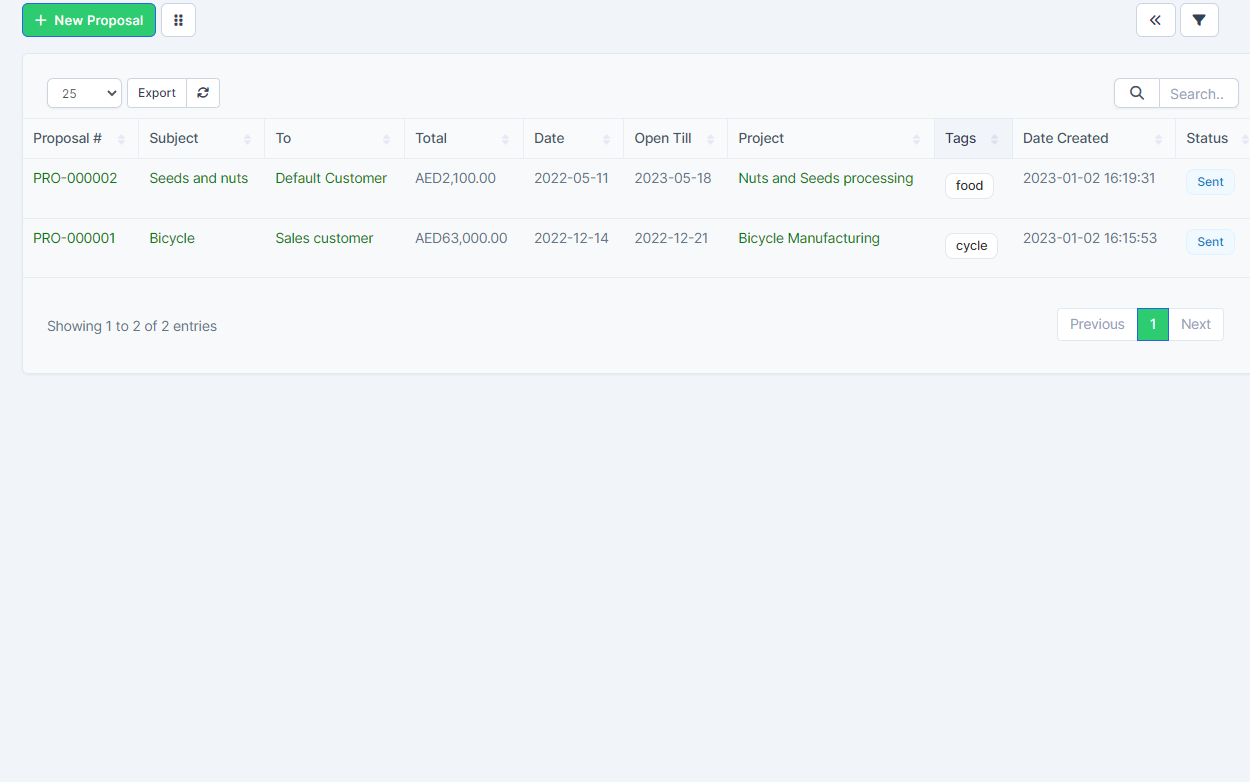 + New Proposal
25 Export Search..
Proposal # Subject To Total Date Open Till Project Tags Date Created Status
PRO-000002 Seeds and nuts Default Customer AED2,100.00 2022-05-11 2023-05-18 Nuts and Seeds processing food 2023-01-02 16:19:31 Sent
PRO-000001 Bicycle Sales customer AED63,000.00 2022-12-14 2022-12-21 Bicycle Manufacturing cycle 2023-01-02 16:15:53 Sent
Showing 1 to 2 of 2 entries Previous 1 Next